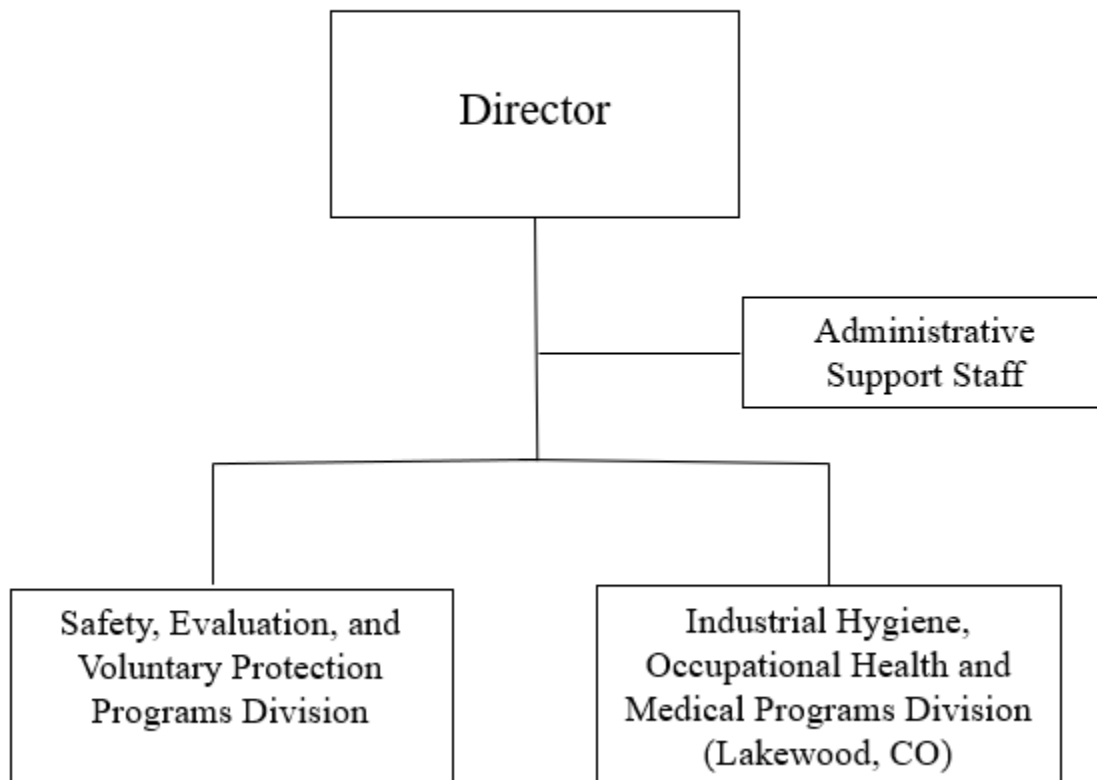 Director
Administrative
Support Staff
Safety, Evaluation, and
Voluntary Protection
Programs Division
Industrial Hygiene,
Occupational Health and
Medical Programs Division
(Lakewood, CO)